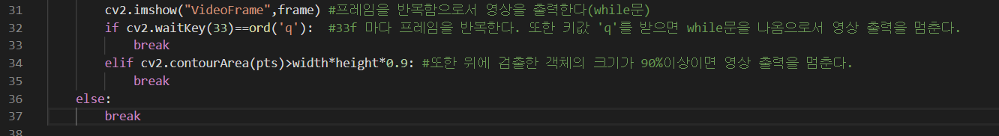 31 cv2.imshow("VideoFrame",frame) #프레임을 반복함으로서 영상을 출력한다(while문)
32 if cv2.waitKey(33)==ord('q'):  #33f 마다 프레임을 반복한다. 또한 키값 'q'를 받으면 while문을 나옴으로서 영상 출력을 멈춘다.
33 break
34 elif cv2.contourArea(pts)>width*height*0.9: #또한 위에 검출한 객체의 크기가 90%이상이면 영상 출력을 멈춘다.
35 break
36 else:
37 break
38